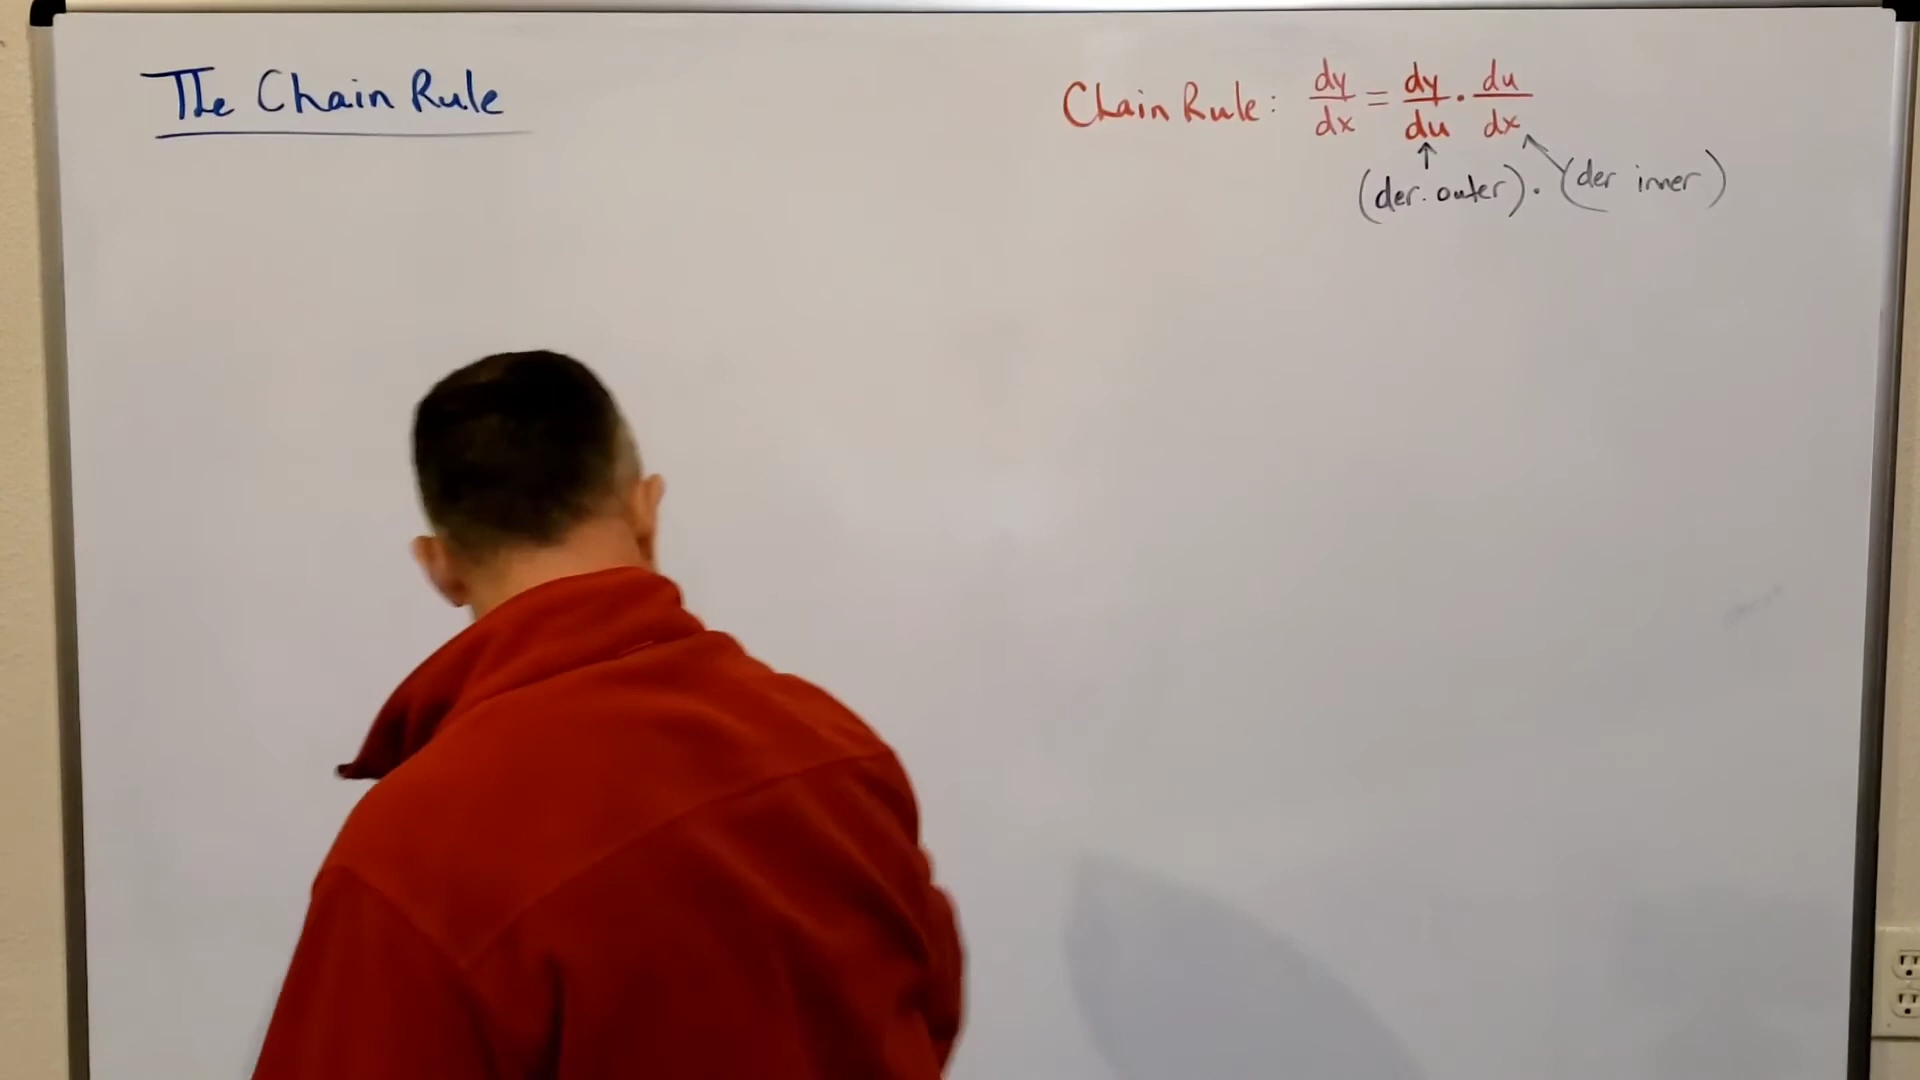 The Chain Rule
Chain Rule: dy/dx = dy/du · du/dx
(der. outer) · (der inner)